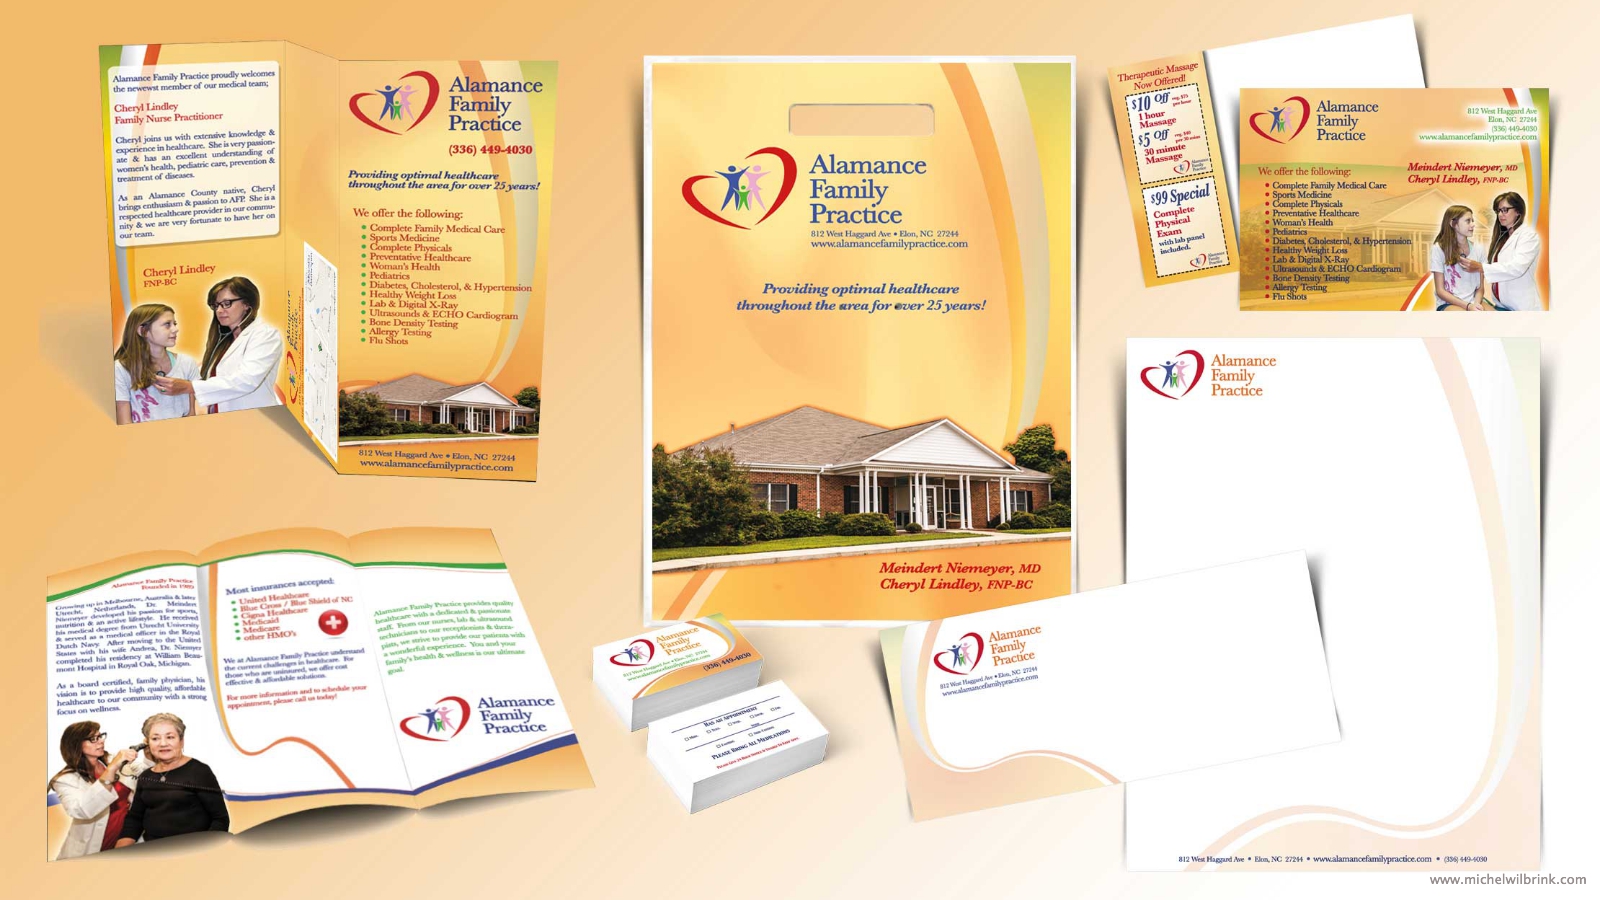 Alamance Family Practice proudly welcomes
the newest member of our medical team;
Cheryl Lindley
Family Nurse Practitioner
Cheryl joins us with extensive knowledge &
experience in healthcare. She is very passion-
ate & has an excellent understanding of
women's health, pediatric care, prevention &
treatment of diseases.
As an Alamance County native, Cheryl
brings enthusiasm & passion to AFP. She is a
respected healthcare provider in our commu-
nity & we are very fortunate to have her on
our team.
Cheryl Lindley
FNP-BC
Alamance
Family
Practice
(336) 449-4030
Providing optimal healthcare
throughout the area for over 25 years!
We offer the following:
Complete Family Medical Care
Sports Medicine
Complete Physicals
Preventative Healthcare
Woman's Health
Pediatrics
Diabetes, Cholesterol, & Hypertension
Healthy Weight Loss
Lab & Digital X-Ray
Ultrasounds & ECHO Cardiogram
Bone Density Testing
Allergy Testing
Flu Shots
812 West Haggard Ave • Elon, NC 27244
www.alamancefamilypractice.com
Alamance
Family
Practice
812 West Haggard Ave • Elon, NC 27244
www.alamancefamilypractice.com
Providing optimal healthcare
throughout the area for over 25 years!
Meindert Niemeyer, MD
Cheryl Lindley, FNP-BC
Therapeutic Massage
Now Offered!
$10 Off
1 hour
Massage
$5 Off
30 minute
Massage
$99 Special
Complete
Physical
Exam
with lab panel
included.
Alamance
Family
Practice
812 West Haggard Ave
Elon, NC 27244
(336) 449-4030
www.alamancefamilypractice.com
Meindert Niemeyer, MD
Cheryl Lindley, FNP-BC
We offer the following:
Complete Family Medical Care
Sports Medicine
Complete Physicals
Preventative Healthcare
Woman's Health
Pediatrics
Diabetes, Cholesterol, & Hypertension
Healthy Weight Loss
Lab & Digital X-Ray
Ultrasounds & ECHO Cardiogram
Bone Density Testing
Allergy Testing
Flu Shots
Alamance Family Practice
Founded in
Growing up in Melbourne, Australia & later
Utrecht, Netherlands, Dr. Meindert
Niemeyer developed his passion for sports,
nutrition & an active lifestyle. He received
his medical degree from Utrecht University
& served as a medical officer in the Royal
Dutch Navy. After moving to the United
States with his wife Andrea, Dr. Niemyer
completed his residency at William Beau-
mont Hospital in Royal Oak, Michigan.
As a board certified, family physician, his
vision is to provide high quality, affordable
healthcare to our community with a strong
focus on wellness.
Most insurances accepted:
United Healthcare
Blue Cross / Blue Shield of NC
Cigna Healthcare
Medicaid
Medicare
other HMO's
We at Alamance Family Practice understand
the current challenges in healthcare. For
those who are uninsured, we offer cost
effective & affordable solutions.
For more information and to schedule your
appointment, please call us today!
Alamance Family Practice provides quality
healthcare with a dedicated & passionate
staff. From our nurses, lab & ultrasound
technicians to our receptionists & thera-
pists, we strive to provide our patients with
a wonderful experience. You and your
family's health & wellness is our ultimate
goal.
Alamance
Family
Practice
Alamance
Family
Practice
812 West Haggard Ave • Elon, NC 27244
www.alamancefamilypractice.com
(336) 449-4030
Has an Appointment
Please Bring All Medications
Alamance
Family
Practice
812 West Haggard Ave • Elon, NC 27244
www.alamancefamilypractice.com
Alamance
Family
Practice
812 West Haggard Ave • Elon, NC 27244 • www.alamancefamilypractice.com • (336) 449-4030
www.michelwilbrink.com